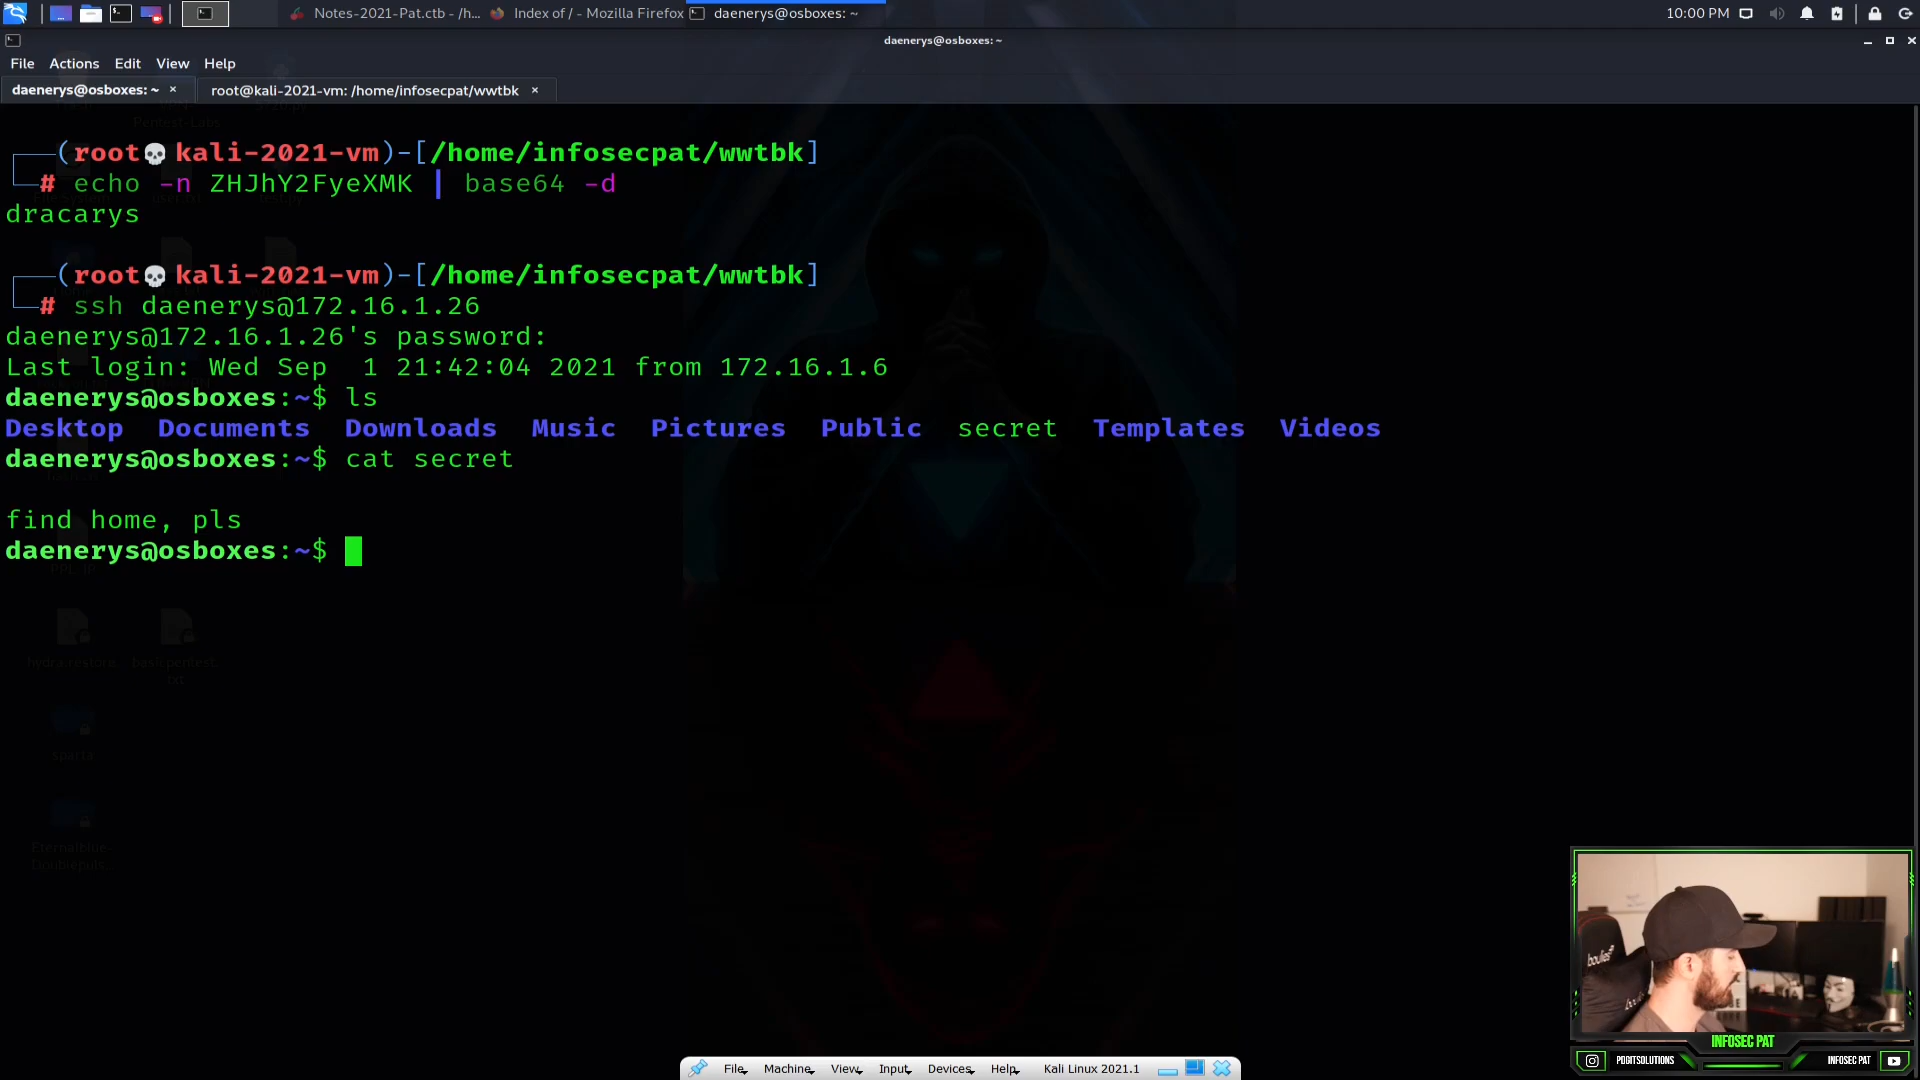 Notes-2021-Pat.ctb - /h...
Index of / - Mozilla Firefox
daenerys@osboxes: ~
10:00 PM
daenerys@osboxes: ~
File Actions Edit View Help
daenerys@osboxes: ~ ×
root@kali-2021-vm: /home/infosecpat/wwtbk ×
(root💀kali-2021-vm)-[/home/infosecpat/wwtbk]
# echo -n ZHJhY2FyeXMK | base64 -d
dracarys
(root💀kali-2021-vm)-[/home/infosecpat/wwtbk]
# ssh daenerys@172.16.1.26
daenerys@172.16.1.26's password:
Last login: Wed Sep  1 21:42:04 2021 from 172.16.1.6
daenerys@osboxes:~$ ls
Desktop Documents Downloads Music Pictures Public secret Templates Videos
daenerys@osboxes:~$ cat secret
find home, pls
daenerys@osboxes:~$
sparta
INFOSEC PAT
PDDITSOLUTIONS
INFOSEC PAT
File Machine View Input Devices Help Kali Linux 2021.1